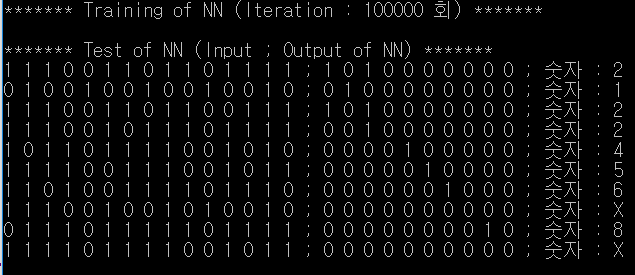 ******* Training of NN (Iteration : 100000 회) *******
******* Test of NN (Input ; Output of NN) *******
1 1 1 0 0 1 1 0 1 1 0 1 1 1 1 ; 1 0 1 0 0 0 0 0 0 0 ; 숫자 : 2
0 1 0 0 1 0 0 1 0 0 1 0 0 1 0 ; 0 1 0 0 0 0 0 0 0 0 ; 숫자 : 1
1 1 1 0 0 1 1 0 1 1 0 0 1 1 1 ; 1 0 1 0 0 0 0 0 0 0 ; 숫자 : 2
1 1 1 0 0 1 0 1 1 1 0 1 1 1 1 ; 0 0 1 0 0 0 0 0 0 0 ; 숫자 : 2
1 0 1 1 0 1 1 1 1 0 0 1 0 1 0 ; 0 0 0 0 1 0 0 0 0 0 ; 숫자 : 4
1 1 1 1 0 0 1 1 1 0 0 1 0 1 0 ; 0 0 0 0 0 1 0 0 0 0 ; 숫자 : 5
1 1 0 1 0 0 1 1 1 1 0 1 1 1 0 ; 0 0 0 0 0 0 1 0 0 0 ; 숫자 : 6
1 1 1 0 0 1 0 0 1 0 1 0 0 1 0 ; 0 0 0 0 0 0 0 0 0 0 ; 숫자 : X
0 1 1 1 0 1 1 1 1 1 0 1 1 1 1 ; 0 0 0 0 0 0 0 0 1 0 ; 숫자 : 8
1 1 1 1 0 1 1 1 1 0 0 1 0 1 1 ; 0 0 0 0 0 0 0 0 0 0 ; 숫자 : X